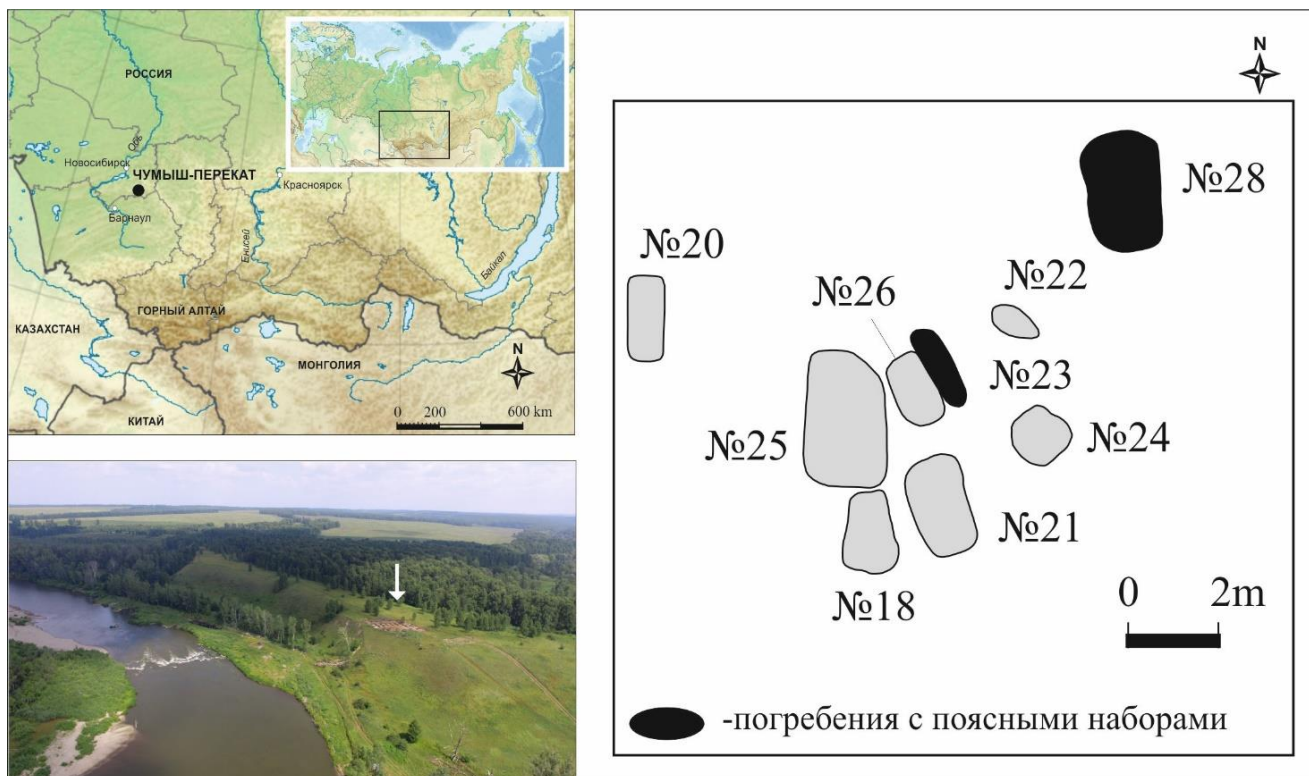 РОССИЯ
Обь
Новосибирск
ЧУМЫШ-ПЕРЕКАТ
Красноярск
Барнаул
Енисей
Байкал
ГОРНЫЙ АЛТАЙ
КАЗАХСТАН
МОНГОЛИЯ
N
КИТАЙ
0 200 600 km
N
№28
№20
№22
№26
№23
№25
№24
№21
№18
0 2m
-погребения с поясными наборами